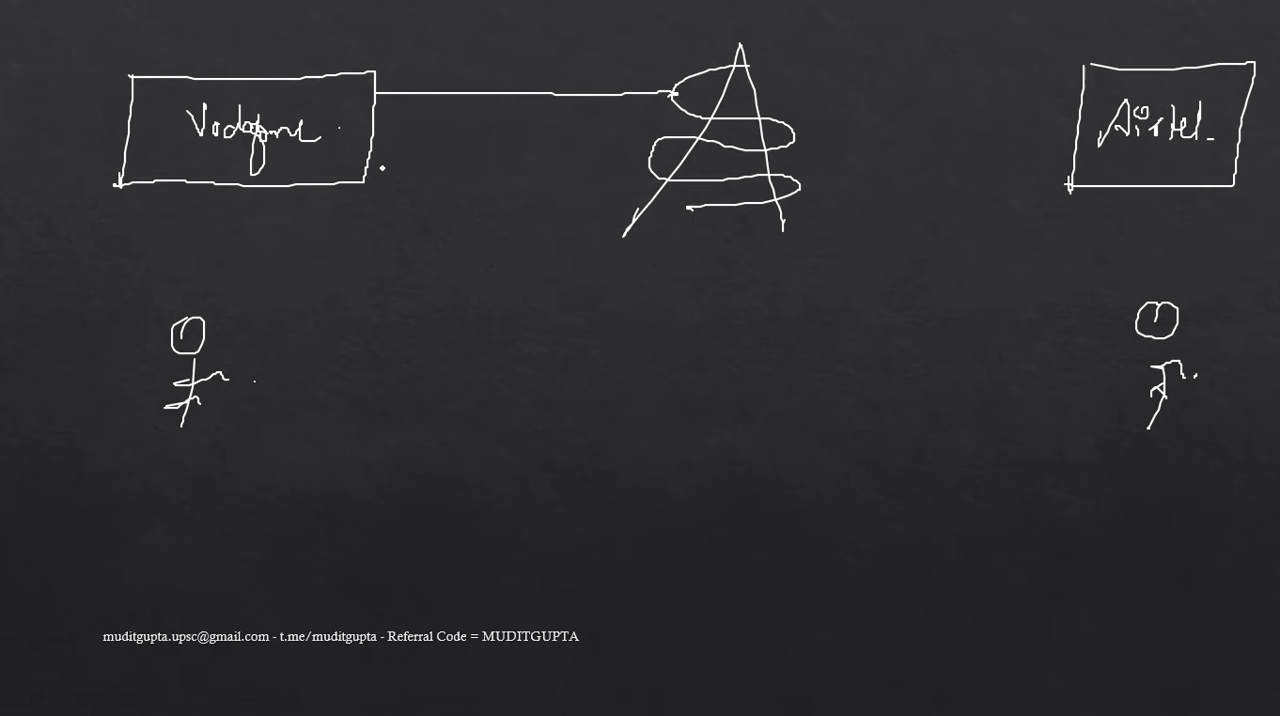 Vodafone
Airtel
muditgupta.upsc@gmail.com - t.me/muditgupta - Referral Code = MUDITGUPTA